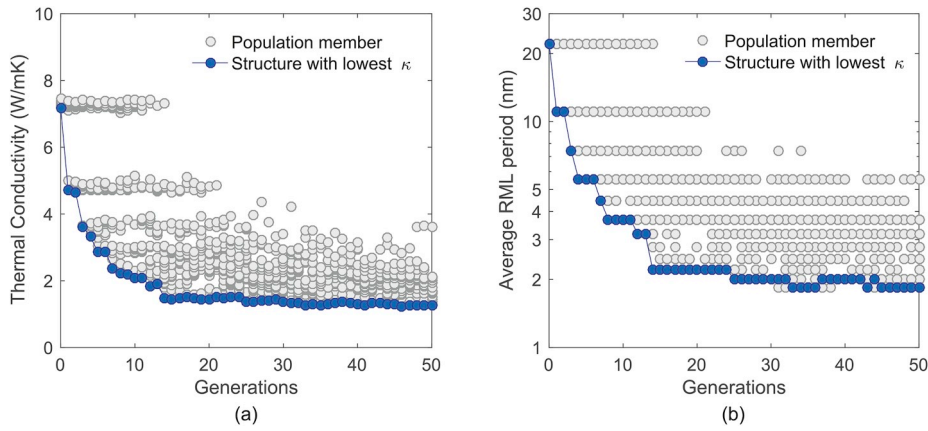 10
8
6
4
2
0
0
10
20
30
40
50
Thermal Conductivity (W/mK)
Generations
Population member
Structure with lowest κ
(a)
30
20
10
5
4
3
2
1
0
10
20
30
40
50
Average RML period (nm)
Generations
Population member
Structure with lowest κ
(b)